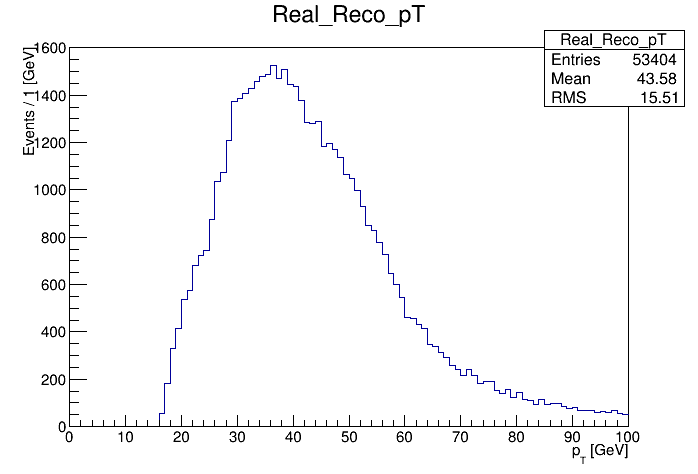 Real_Reco_pT
Real_Reco_pT
Entries 53404
Mean 43.58
RMS 15.51
Events / 1 [GeV]
1600
1400
1200
1000
800
600
400
200
0
0 10 20 30 40 50 60 70 80 90 100
p_T [GeV]